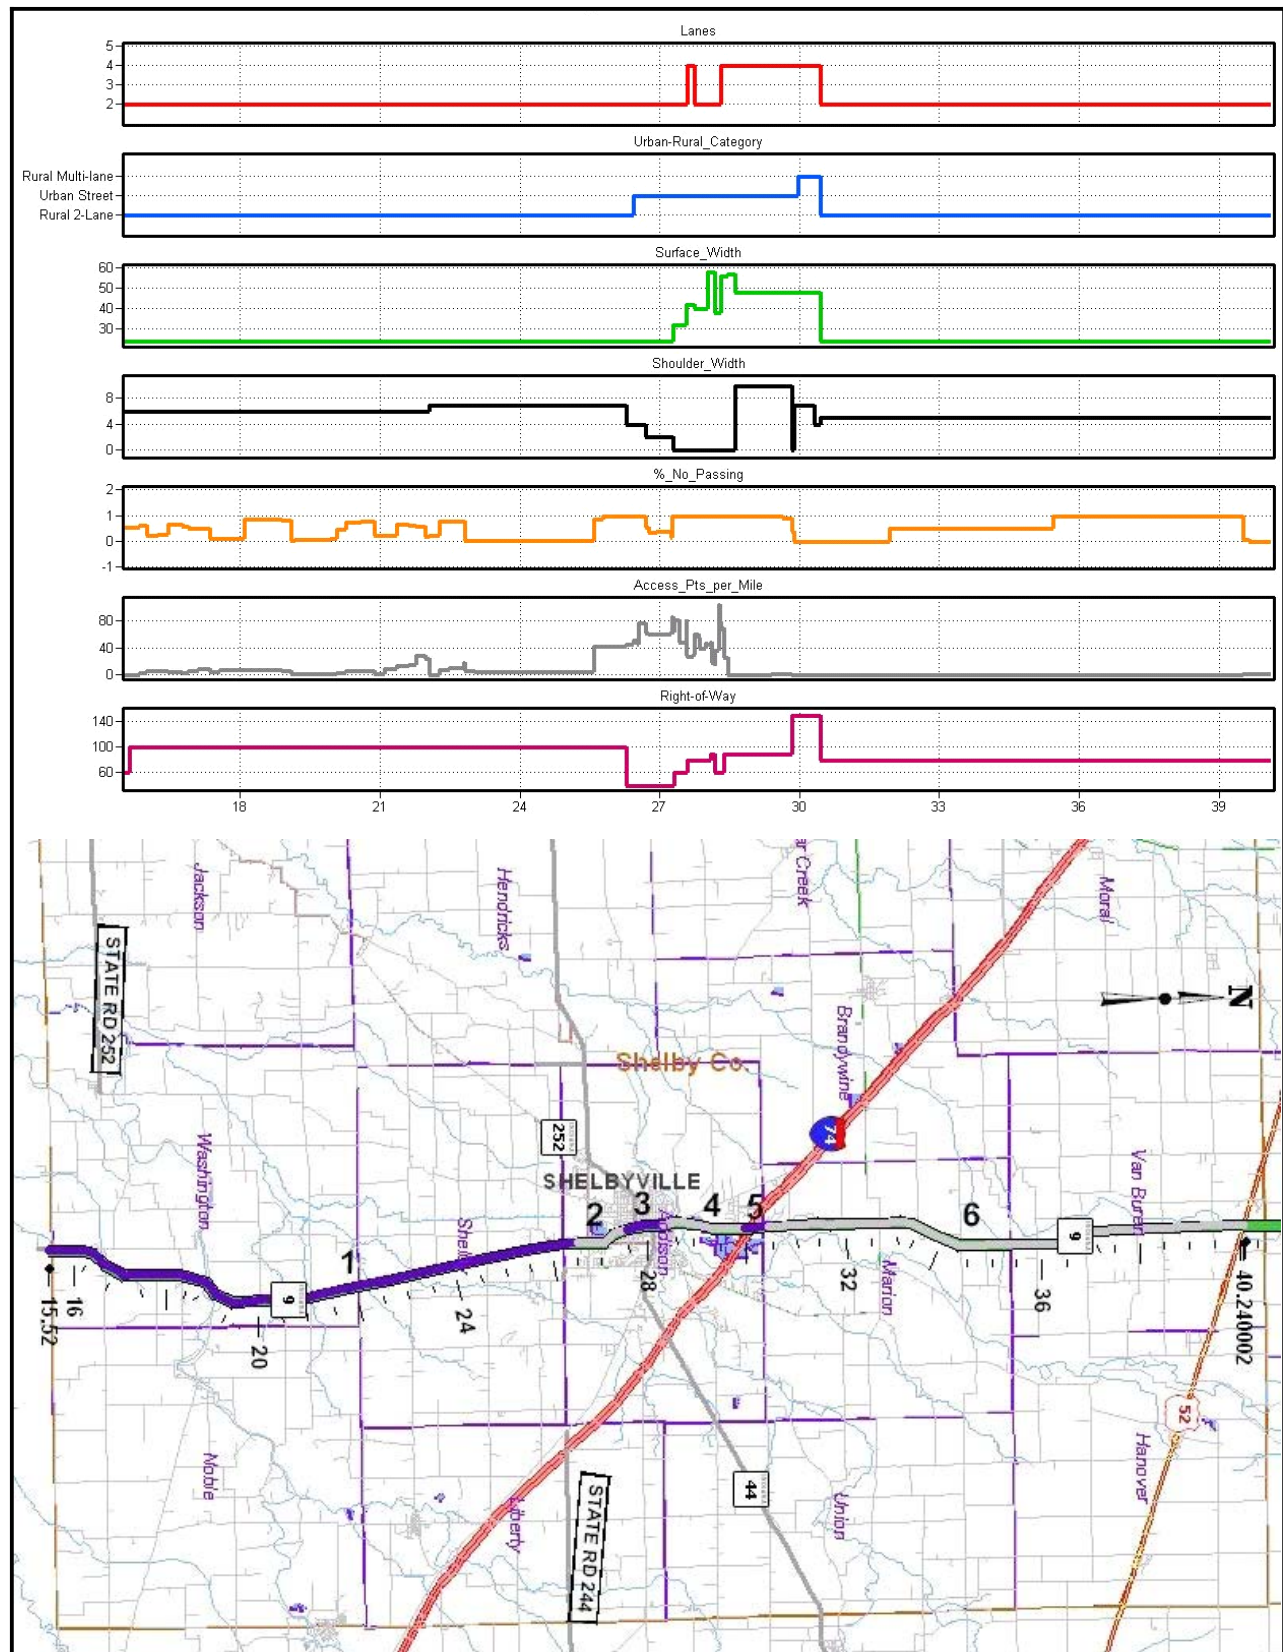 Lanes
5
4
3
2
Urban-Rural_Category
Rural Multi-lane
Urban Street
Rural 2-Lane
Surface_Width
60
50
40
30
Shoulder_Width
8
4
0
%_No_Passing
2
1
0
-1
Access_Pts_per_Mile
80
40
0
Right-of-Way
140
100
60
18 21 24 27 30 33 36 39
Jackson
Hendricks
ar Creek
Moral
STATE RD 252
N
Brandywine
Shelby Co.
74
252
Washington
Van Buren
SHELBYVILLE
1 2 3 4 5 6
Addison
9
9
Shel
Marion
15.52
16
20
24
28
32
36
40.240002
52
Noble
Liberty
STATE RD 244
44
Union
Hanover